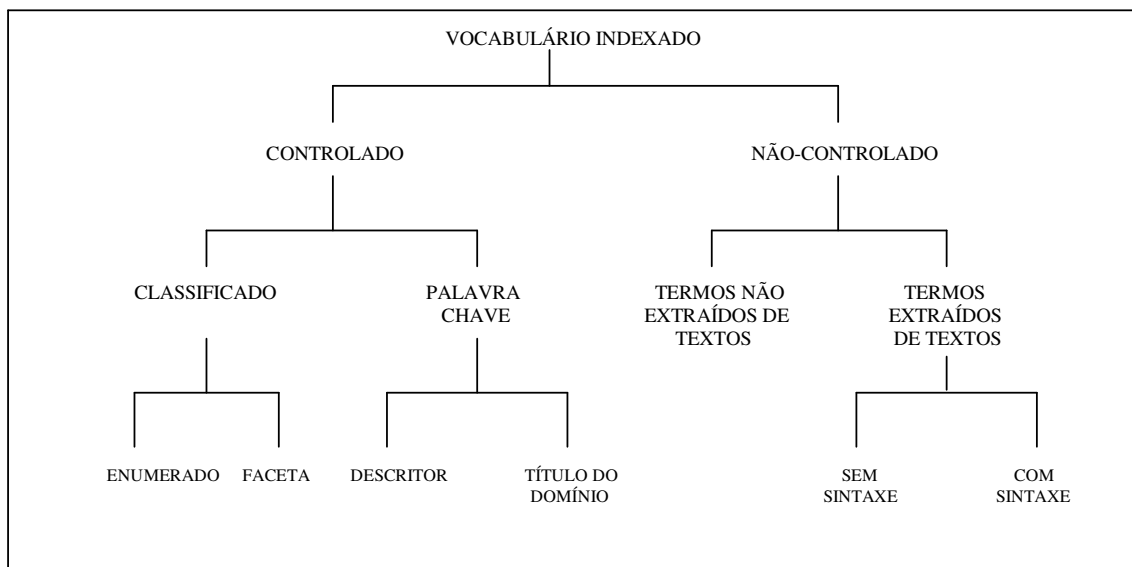 VOCABULÁRIO INDEXADO
CONTROLADO
NÃO-CONTROLADO
CLASSIFICADO
PALAVRA
CHAVE
TERMOS NÃO
EXTRAÍDOS DE
TEXTOS
TERMOS
EXTRAÍDOS
DE TEXTOS
ENUMERADO
FACETA
DESCRITOR
TÍTULO DO
DOMÍNIO
SEM
SINTAXE
COM
SINTAXE